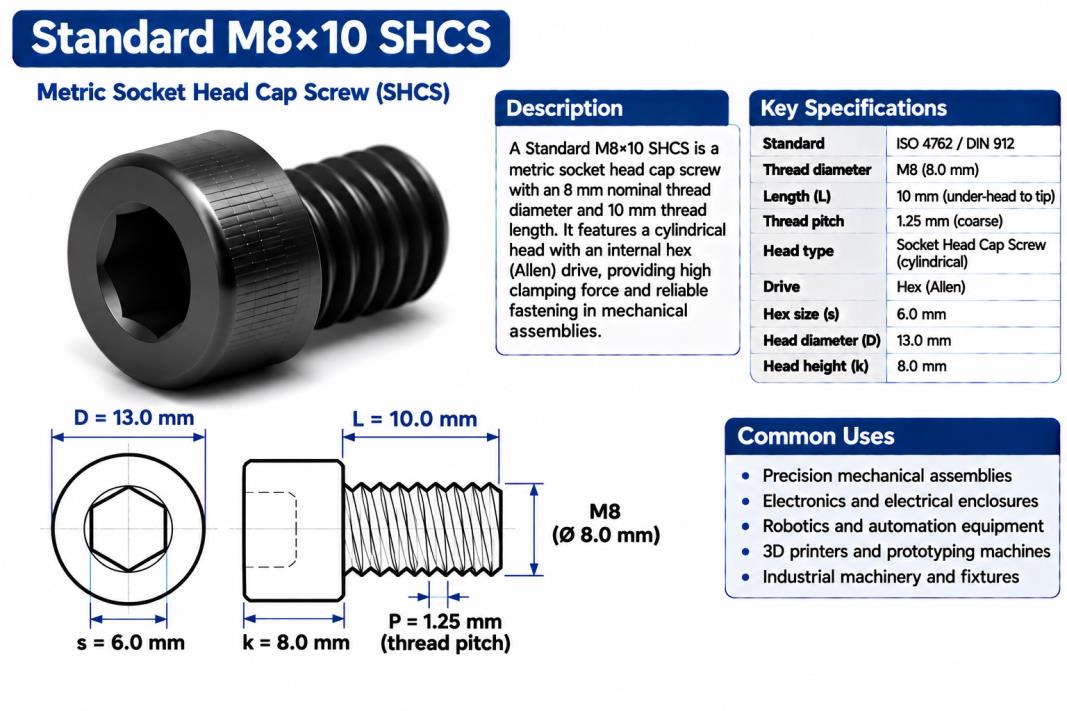 Standard M8×10 SHCS
Metric Socket Head Cap Screw (SHCS)
Description
A Standard M8×10 SHCS is a
metric socket head cap screw
with an 8 mm nominal thread
diameter and 10 mm thread
length. It features a cylindrical
head with an internal hex
(Allen) drive, providing high
clamping force and reliable
fastening in mechanical
assemblies.
Key Specifications
Standard ISO 4762 / DIN 912
Thread diameter M8 (8.0 mm)
Length (L) 10 mm (under-head to tip)
Thread pitch 1.25 mm (coarse)
Head type Socket Head Cap Screw
(cylindrical)
Drive Hex (Allen)
Hex size (s) 6.0 mm
Head diameter (D) 13.0 mm
Head height (k) 8.0 mm
D = 13.0 mm
L = 10.0 mm
M8
(Ø 8.0 mm)
s = 6.0 mm
k = 8.0 mm
P = 1.25 mm
(thread pitch)
Common Uses
• Precision mechanical assemblies
• Electronics and electrical enclosures
• Robotics and automation equipment
• 3D printers and prototyping machines
• Industrial machinery and fixtures